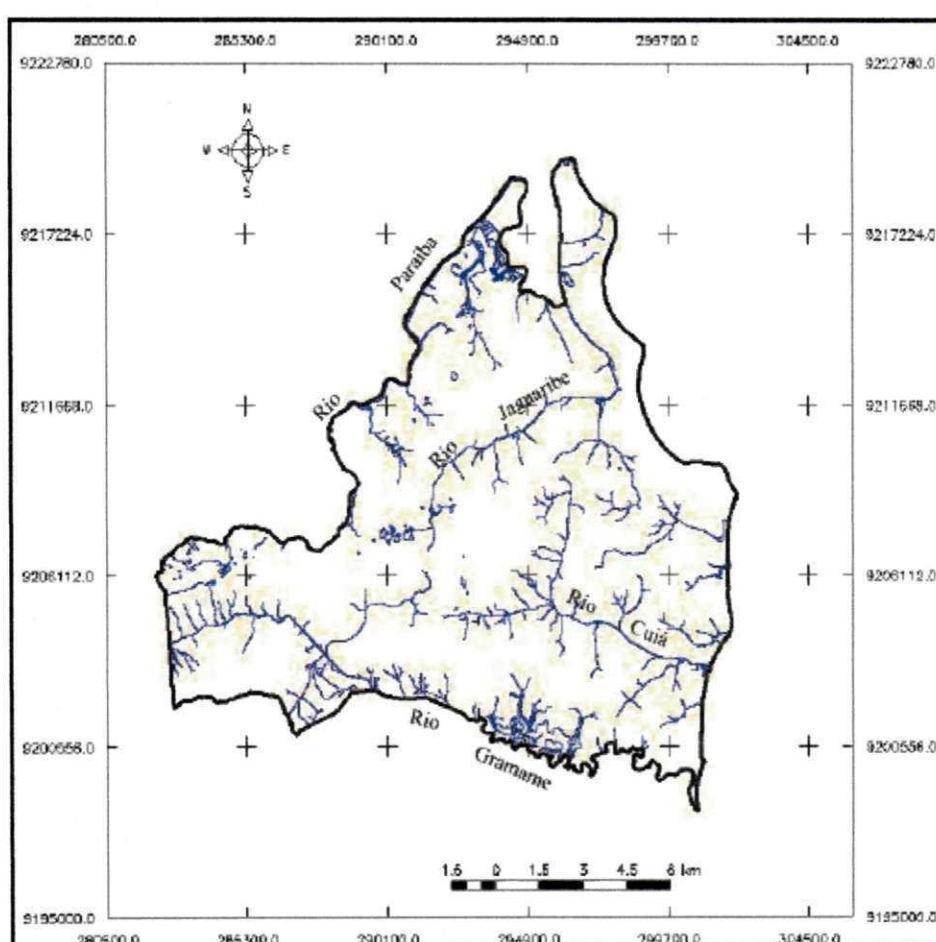 280500.0 285300.0 290100.0 294900.0 299700.0 304500.0
9222780.0 9222780.0
N
W E
S
9217224.0 9217224.0
Paraíba
Rio
9211668.0 9211668.0
Jaguaribe
Rio
9206112.0 9206112.0
Rio
Cuiá
Rio
9200556.0 9200556.0
Gramame
1.5 0 1.5 3 4.5 6 km
9195000.0 9195000.0
280500.0 285300.0 290100.0 294900.0 299700.0 304500.0